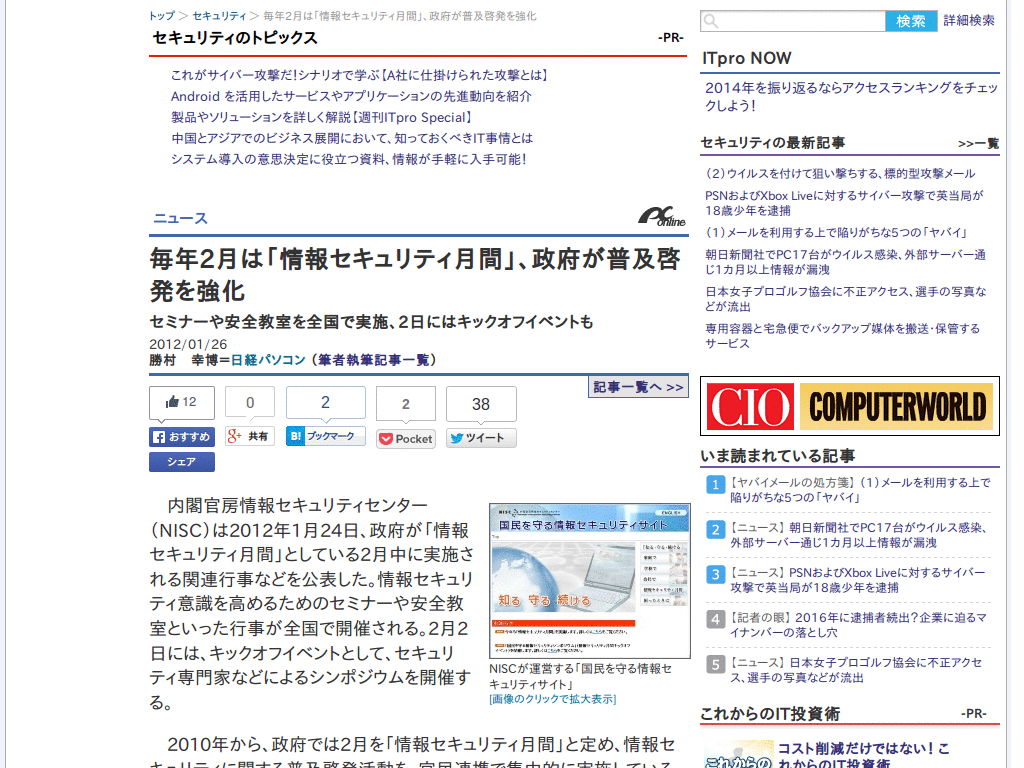 トップ > セキュリティ > 毎年2月は「情報セキュリティ月間」、政府が普及啓発を強化
セキュリティのトピックス
-PR-
これがサイバー攻撃だ！シナリオで学ぶ【A社に仕掛けられた攻撃とは】
Android を活用したサービスやアプリケーションの先進動向を紹介
製品やソリューションを詳しく解説【週刊ITpro Special】
中国とアジアでのビジネス展開において、知っておくべきIT事情とは
システム導入の意思決定に役立つ資料、情報が手軽に入手可能！
ニュース
PC online
毎年2月は「情報セキュリティ月間」、政府が普及啓
発を強化
セミナーや安全教室を全国で実施、2日にはキックオフイベントも
2012/01/26
勝村　幸博＝日経パソコン （筆者執筆記事一覧）
記事一覧へ >>
12
0
2
2
38
おすすめ
共有
B! ブックマーク
Pocket
ツイート
シェア
内閣官房情報セキュリティセンター
（NISC）は2012年1月24日、政府が「情報
セキュリティ月間」としている2月中に実施さ
れる関連行事などを公表した。情報セキュリ
ティ意識を高めるためのセミナーや安全教
室といった行事が全国で開催される。2月2
日には、キックオフイベントとして、セキュリ
ティ専門家などによるシンポジウムを開催す
る。
NISC
ENGLISH
国民を守る情報セキュリティサイト
知る 守る 続ける
NISCが運営する「国民を守る情報セ
キュリティサイト」
[画像のクリックで拡大表示]
2010年から、政府では2月を「情報セキュリティ月間」と定め、情報セ
キュリティに関する普及啓発活動を、官民連携で集中的に実施している
検索
詳細検索
ITpro NOW
2014年を振り返るならアクセスランキングをチェッ
クしよう！
セキュリティの最新記事
>>一覧
（2）ウイルスを付けて狙い撃ちする、標的型攻撃メール
PSNおよびXbox Liveに対するサイバー攻撃で英当局が
18歳少年を逮捕
（1）メールを利用する上で陥りがちな5つの「ヤバイ」
朝日新聞社でPC17台がウイルス感染、外部サーバー通
じ1カ月以上情報が漏洩
日本女子プロゴルフ協会に不正アクセス、選手の写真な
どが流出
専用容器と宅急便でバックアップ媒体を搬送・保管する
サービス
CIO COMPUTERWORLD
いま読まれている記事
1 【ヤバイメールの処方箋】（1）メールを利用する上で
陥りがちな5つの「ヤバイ」
2 【ニュース】 朝日新聞社でPC17台がウイルス感染、
外部サーバー通じ1カ月以上情報が漏洩
3 【ニュース】 PSNおよびXbox Liveに対するサイバー
攻撃で英当局が18歳少年を逮捕
4 【記者の眼】 2016年に逮捕者続出？企業に迫るマ
イナンバーの落とし穴
5 【ニュース】 日本女子プロゴルフ協会に不正アクセ
ス、選手の写真などが流出
これからのIT投資術
-PR-
これからの
コスト削減だけではない！ こ
れからのIT投資術